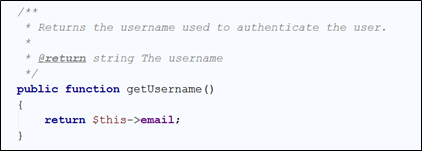 /**
 * Returns the username used to authenticate the user.
 *
 * @return string The username
 */
public function getUsername()
{
    return $this->email;
}